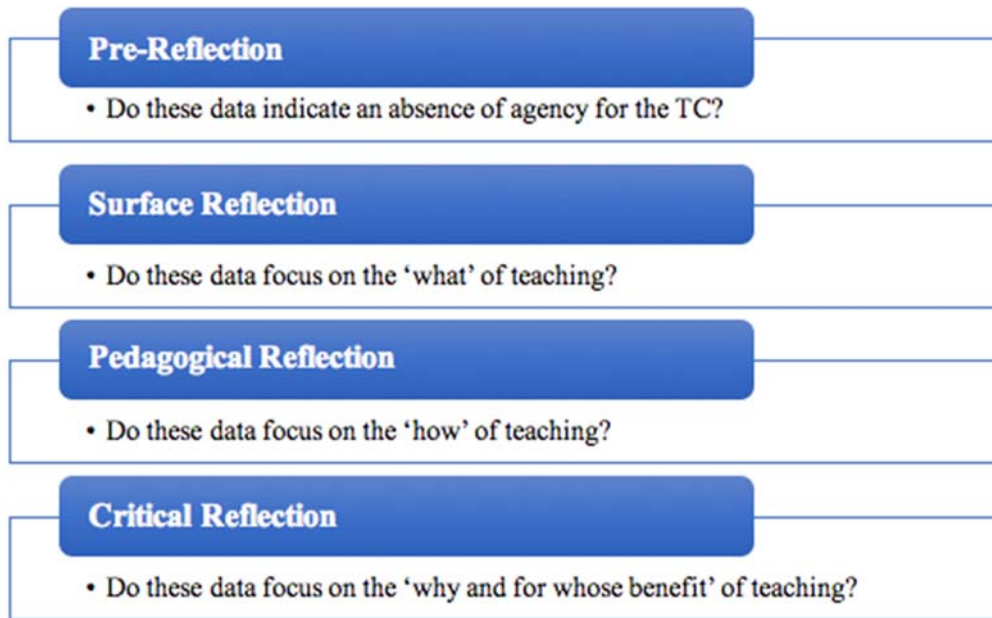 Pre-Reflection
• Do these data indicate an absence of agency for the TC?
Surface Reflection
• Do these data focus on the ‘what’ of teaching?
Pedagogical Reflection
• Do these data focus on the ‘how’ of teaching?
Critical Reflection
• Do these data focus on the ‘why and for whose benefit’ of teaching?